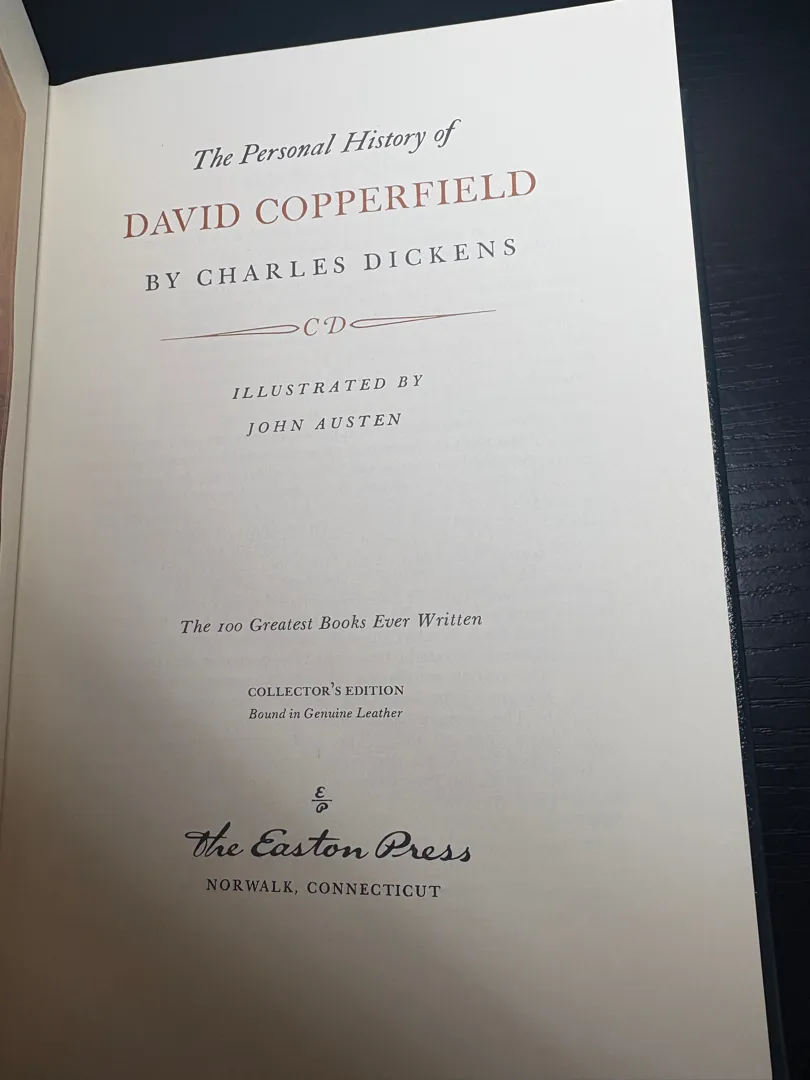 The Personal History of
DAVID COPPERFIELD
BY CHARLES DICKENS
CD
ILLUSTRATED BY
JOHN AUSTEN
The 100 Greatest Books Ever Written
COLLECTOR'S EDITION
Bound in Genuine Leather
E
P
The Easton Press
NORWALK, CONNECTICUT